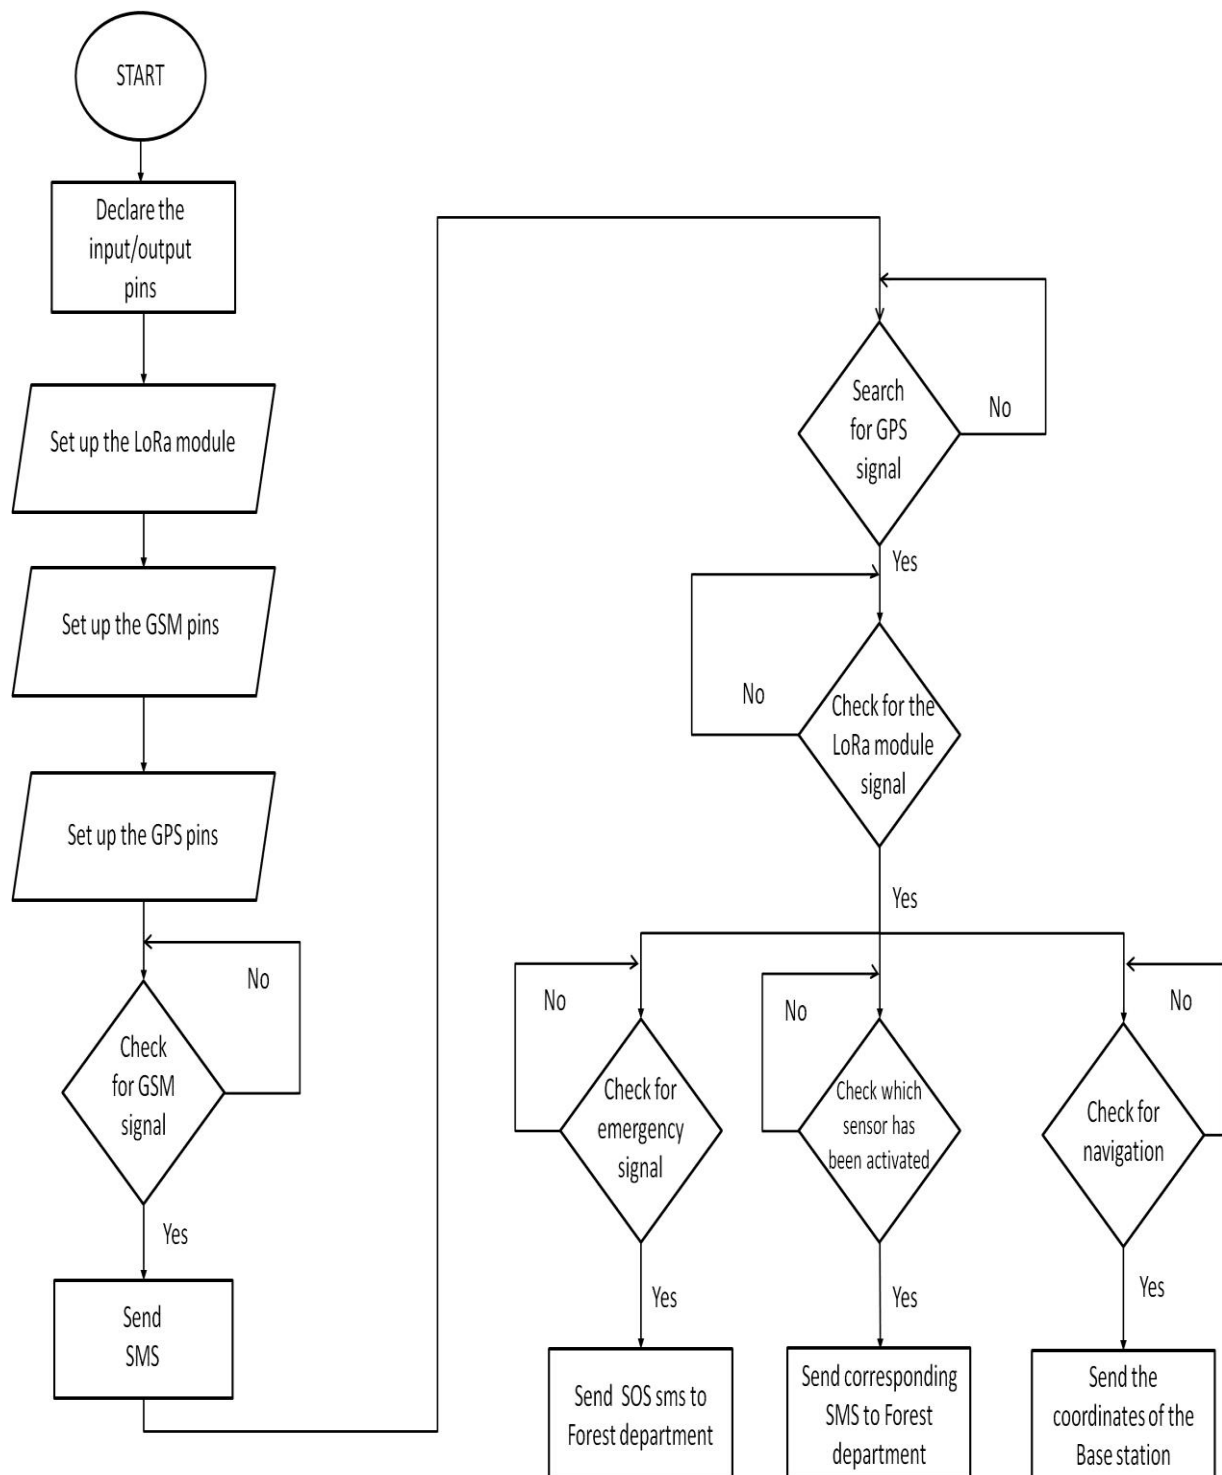 START
Declare the
input/output
pins
Set up the LoRa module
Set up the GSM pins
Set up the GPS pins
No
Check
for GSM
signal
Yes
Send
SMS
Search
for GPS
signal
No
Yes
No
Check for the
LoRa module
signal
Yes
No
Check for
emergency
signal
Yes
Send SOS sms to
Forest department
No
Check which
sensor has
been activated
Yes
Send corresponding
SMS to Forest
department
No
Check for
navigation
Yes
Send the
coordinates of the
Base station